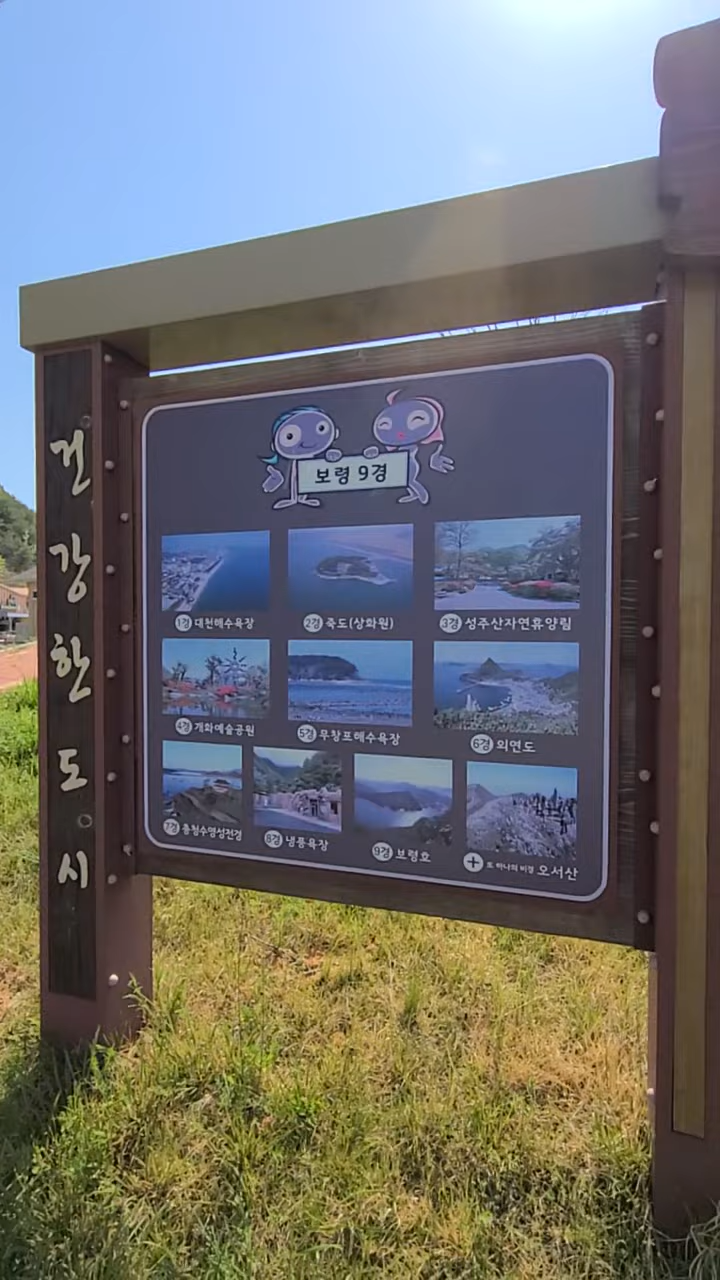 건강한도시
보령 9경
1경 대천해수욕장
2경 죽도(상화원)
3경 성주산자연휴양림
4경 개화예술공원
5경 무창포해수욕장
6경 외연도
7경 충청수영성전경
8경 냉풍욕장
9경 보령호
+ 또 하나의 비경 오서산